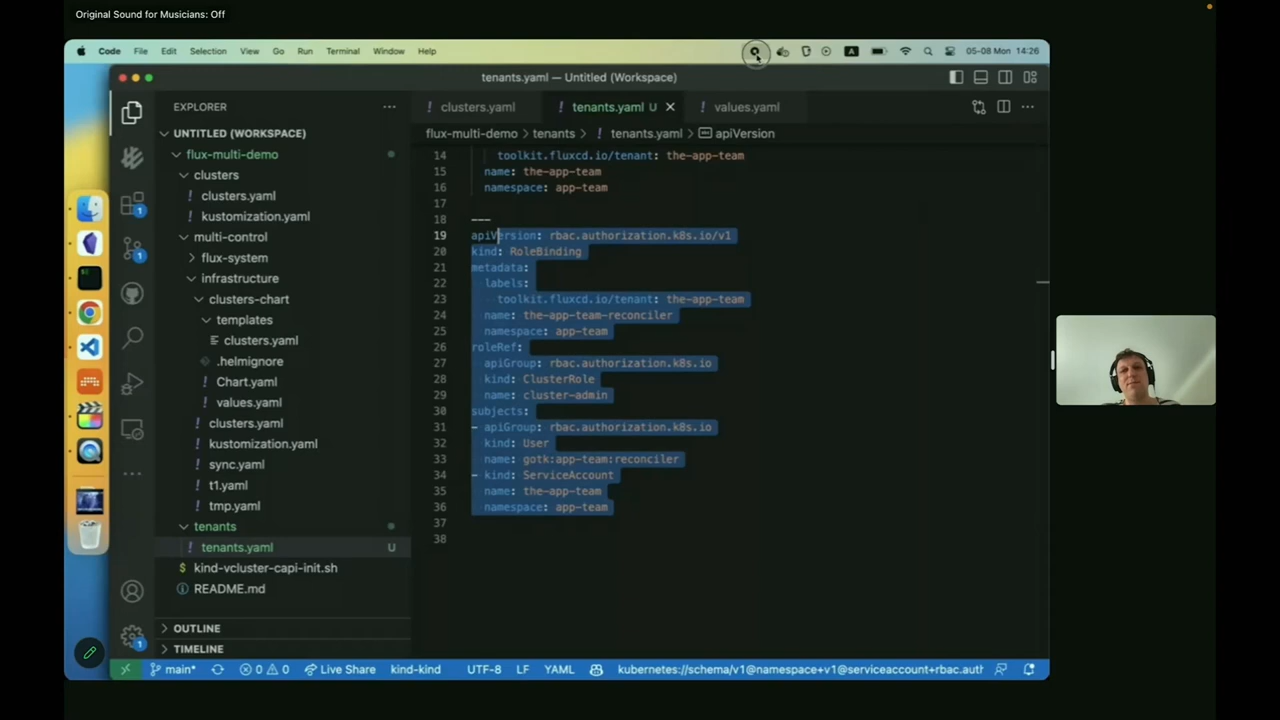 Original Sound for Musicians: Off
Code File Edit Selection View Go Run Terminal Window Help
A
05-08 Mon 14:26
tenants.yaml — Untitled (Workspace)
EXPLORER
clusters.yaml
tenants.yaml U
values.yaml
UNTITLED (WORKSPACE)
flux-multi-demo > tenants > ! tenants.yaml > apiVersion
flux-multi-demo
clusters
! clusters.yaml
! kustomization.yaml
multi-control
flux-system
infrastructure
clusters-chart
templates
clusters.yaml
.helmignore
! Chart.yaml
! values.yaml
! clusters.yaml
! kustomization.yaml
! sync.yaml
! t1.yaml
! tmp.yaml
tenants
! tenants.yaml U
$ kind-vcluster-capi-init.sh
README.md
OUTLINE
TIMELINE
14 toolkit.fluxcd.io/tenant: the-app-team
15 name: the-app-team
16 namespace: app-team
17
18 ---
19 apiVersion: rbac.authorization.k8s.io/v1
20 kind: RoleBinding
21 metadata:
22 labels:
23 toolkit.fluxcd.io/tenant: the-app-team
24 name: the-app-team-reconciler
25 namespace: app-team
26 roleRef:
27 apiGroup: rbac.authorization.k8s.io
28 kind: ClusterRole
29 name: cluster-admin
30 subjects:
31 - apiGroup: rbac.authorization.k8s.io
32 kind: User
33 name: gotk:app-team:reconciler
34 - kind: ServiceAccount
35 name: the-app-team
36 namespace: app-team
37
38
1
1
1
main* 0 0 Live Share kind-kind UTF-8 LF YAML kubernetes://schema/v1@namespace+v1@serviceaccount+rbac.auth